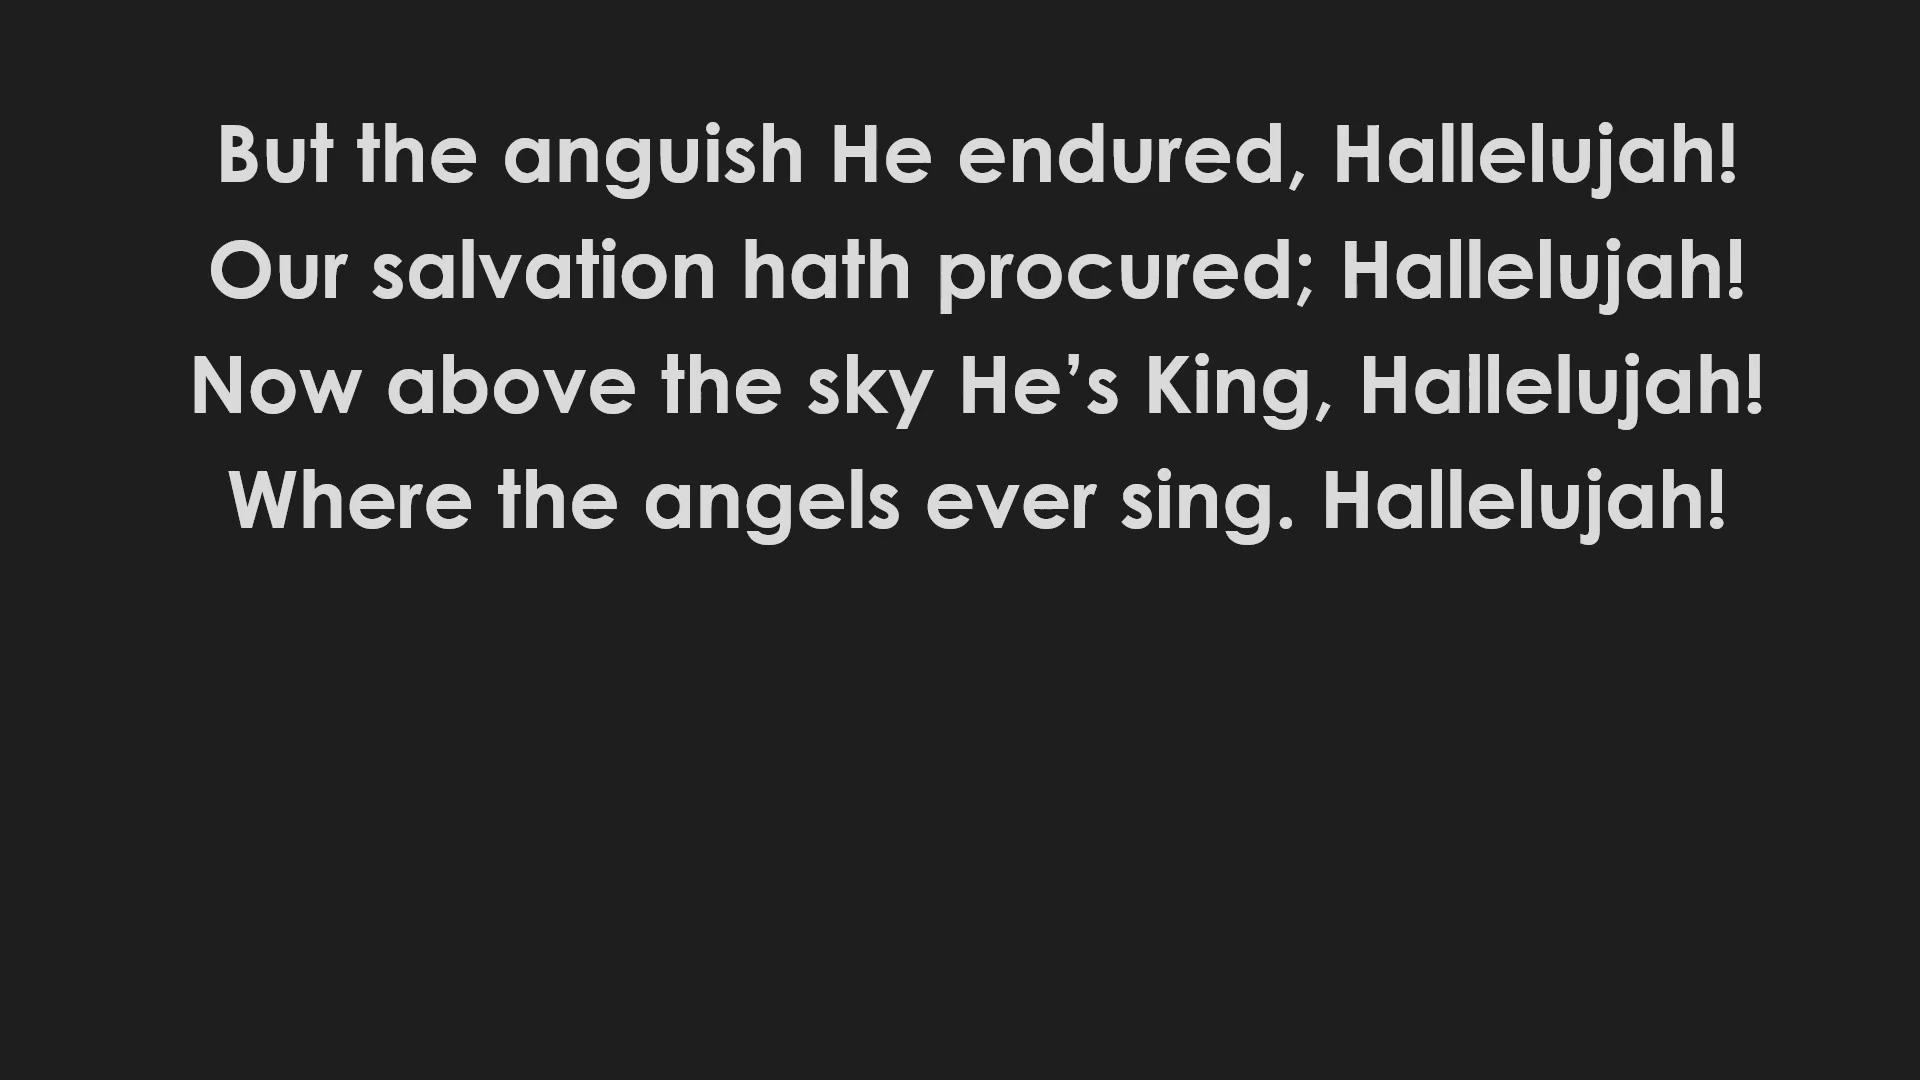 But the anguish He endured, Hallelujah!
Our salvation hath procured; Hallelujah!
Now above the sky He’s King, Hallelujah!
Where the angels ever sing. Hallelujah!